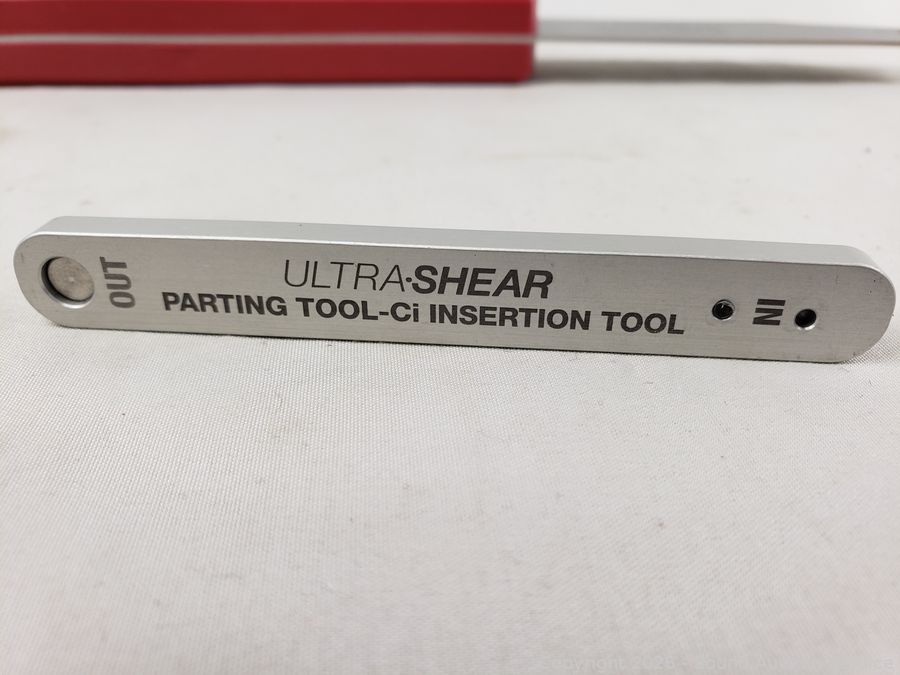 OUT
ULTRA·SHEAR
PARTING TOOL-Ci INSERTION TOOL
IN